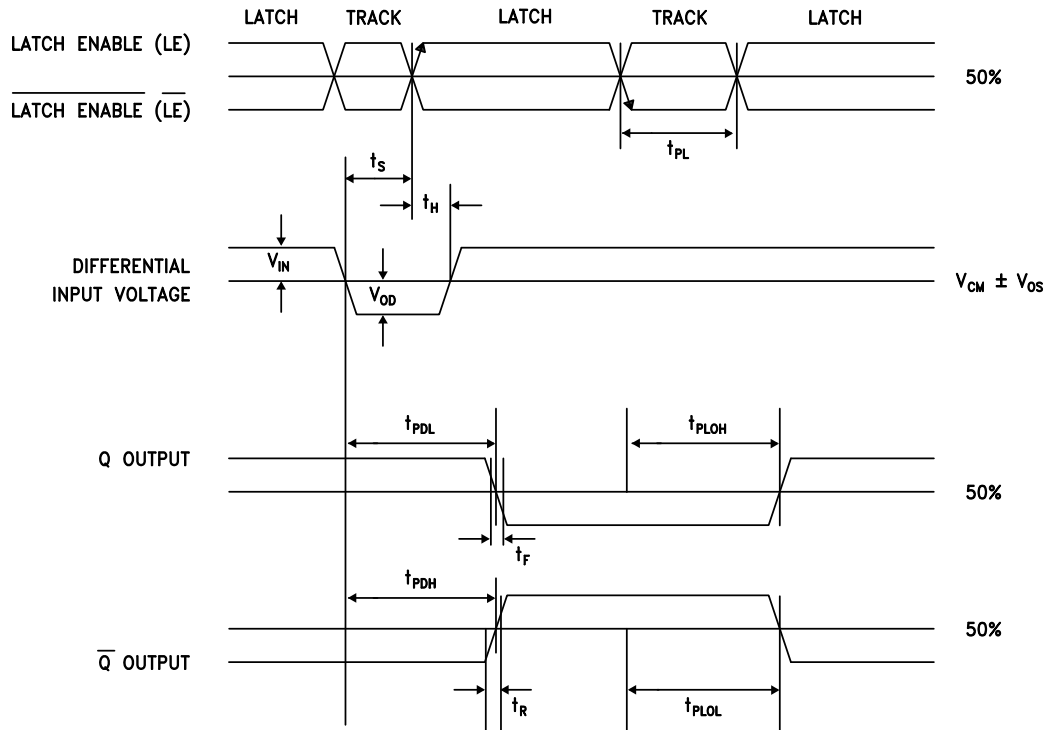 LATCH TRACK LATCH TRACK LATCH
LATCH ENABLE (LE)
50%
LATCH ENABLE (LE)
tS
tPL
tH
VIN
DIFFERENTIAL
INPUT VOLTAGE
VOD
VCM ± VOS
tPDL
tPLOH
Q OUTPUT
50%
tF
tPDH
50%
Q OUTPUT
tR
tPLOL